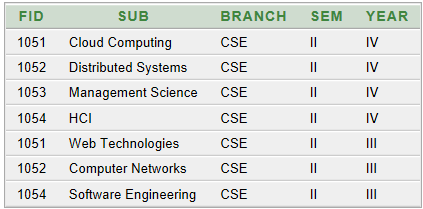 FID SUB BRANCH SEM YEAR
1051 Cloud Computing CSE II IV
1052 Distributed Systems CSE II IV
1053 Management Science CSE II IV
1054 HCI CSE II IV
1051 Web Technologies CSE II III
1052 Computer Networks CSE II III
1054 Software Engineering CSE II III